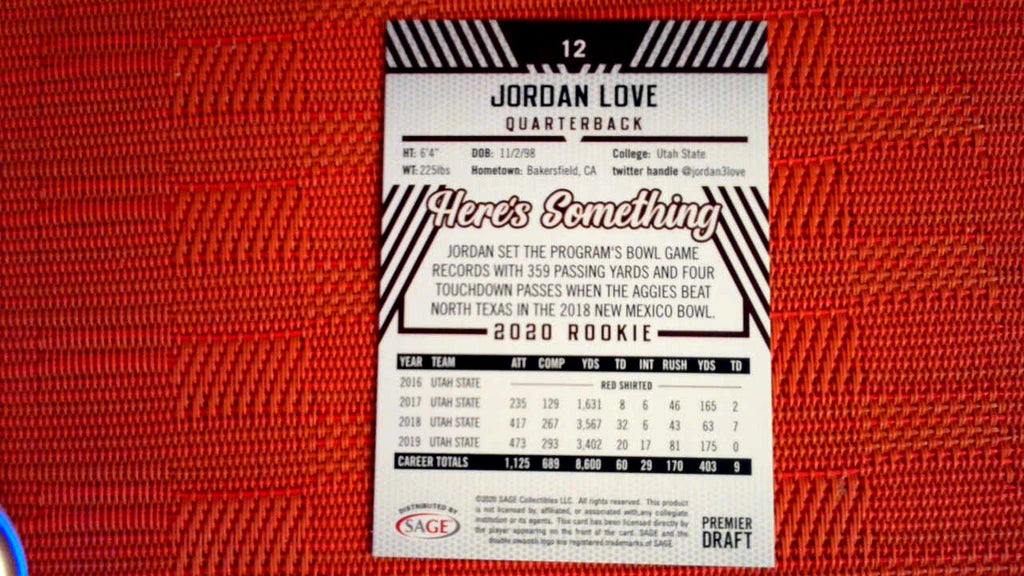 12
JORDAN LOVE
QUARTERBACK
HT: 6'4" DOB: 11/2/98 College: Utah State
WT: 225lbs Hometown: Bakersfield, CA twitter handle @jordan3love
Here's Something
JORDAN SET THE PROGRAM'S BOWL GAME
RECORDS WITH 359 PASSING YARDS AND FOUR
TOUCHDOWN PASSES WHEN THE AGGIES BEAT
NORTH TEXAS IN THE 2018 NEW MEXICO BOWL.
2020 ROOKIE
YEAR TEAM ATT COMP YDS TD INT RUSH YDS TD
2016 UTAH STATE RED SHIRTED
2017 UTAH STATE 235 129 1,631 8 6 46 165 2
2018 UTAH STATE 417 267 3,567 32 6 43 63 7
2019 UTAH STATE 473 293 3,402 20 17 81 175 0
CAREER TOTALS 1,125 689 8,600 60 29 170 403 9
DISTRIBUTED BY
SAGE
©2020 SAGE Collectibles LLC. All rights reserved. This product
is not licensed by, affiliated, or associated with,any collegiate
institution or its agents. This card has been licensed directly by
the player appearing on the front of the card. SAGE and the
double swoosh logo are registered trademarks of SAGE
PREMIER
DRAFT